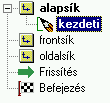 alapsík
kezdeti
frontsík
oldalsík
Frissítés
Befejezés